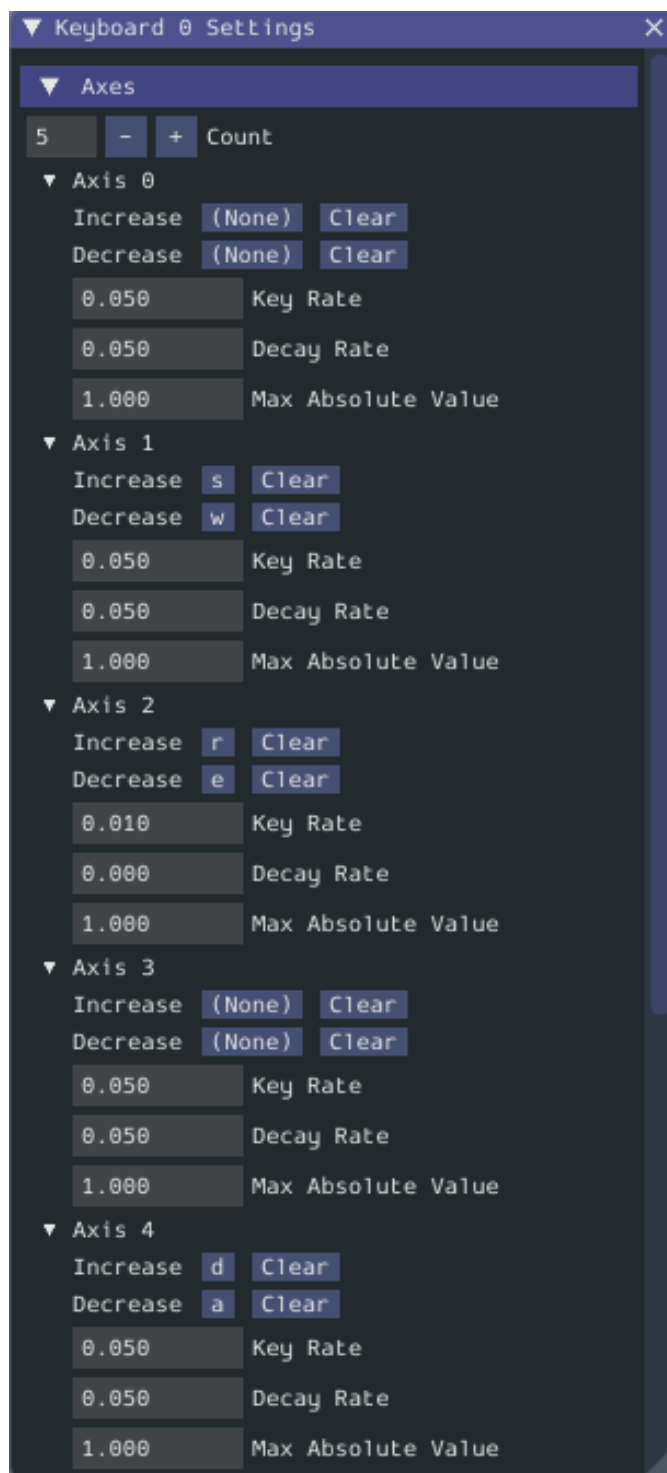 Keyboard 0 Settings
Axes
5 - + Count
Axis 0
Increase (None) Clear
Decrease (None) Clear
0.050 Key Rate
0.050 Decay Rate
1.000 Max Absolute Value
Axis 1
Increase s Clear
Decrease w Clear
0.050 Key Rate
0.050 Decay Rate
1.000 Max Absolute Value
Axis 2
Increase r Clear
Decrease e Clear
0.010 Key Rate
0.000 Decay Rate
1.000 Max Absolute Value
Axis 3
Increase (None) Clear
Decrease (None) Clear
0.050 Key Rate
0.050 Decay Rate
1.000 Max Absolute Value
Axis 4
Increase d Clear
Decrease a Clear
0.050 Key Rate
0.050 Decay Rate
1.000 Max Absolute Value